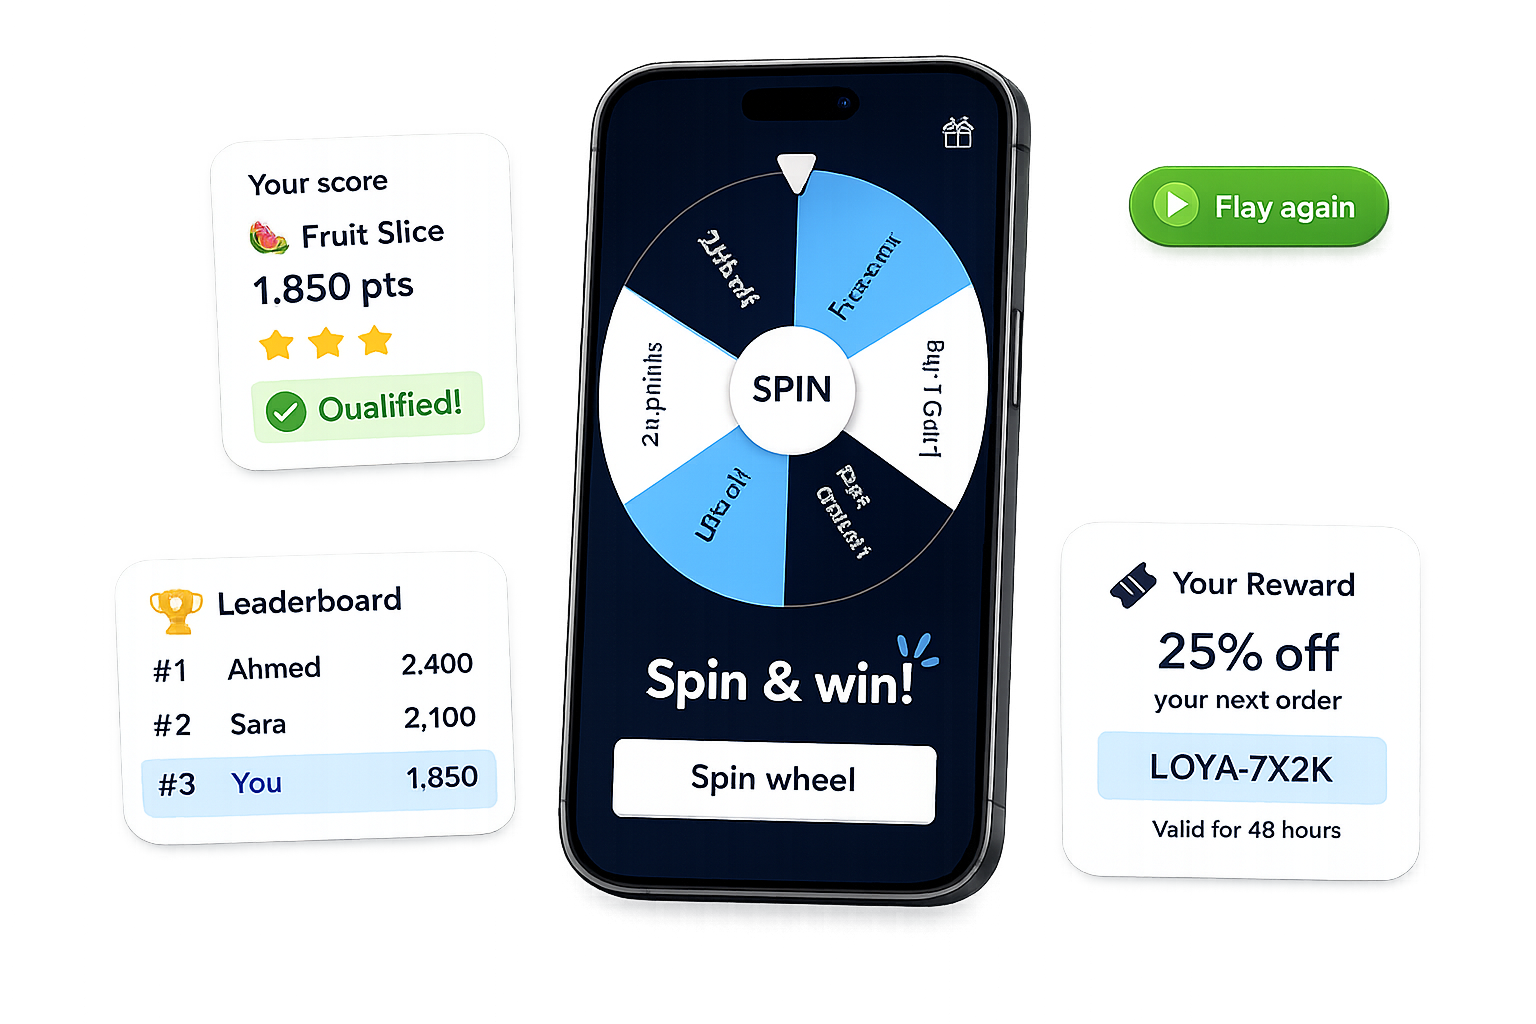 Your score
Fruit Slice
1.850 pts
Oualified!
Leaderboard
#1 Ahmed 2.400
#2 Sara 2,100
#3 You 1,850
SPIN
Spin & win!
Spin wheel
Flay again
Your Reward
25% off
your next order
LOYA-7X2K
Valid for 48 hours